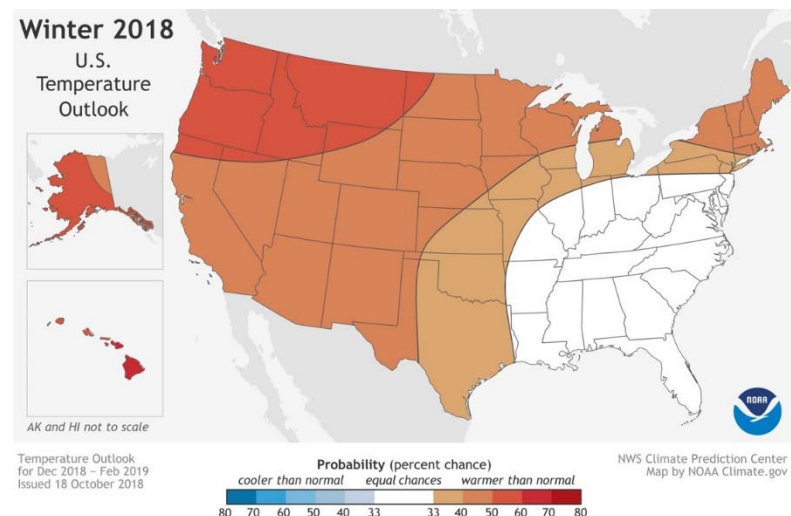 Winter 2018
U.S.
Temperature
Outlook
AK and HI not to scale
NOAA
Temperature Outlook
for Dec 2018 – Feb 2019
Issued 18 October 2018
Probability (percent chance)
cooler than normal equal chances warmer than normal
80 70 60 50 40 33 33 40 50 60 70 80
NWS Climate Prediction Center
Map by NOAA Climate.gov